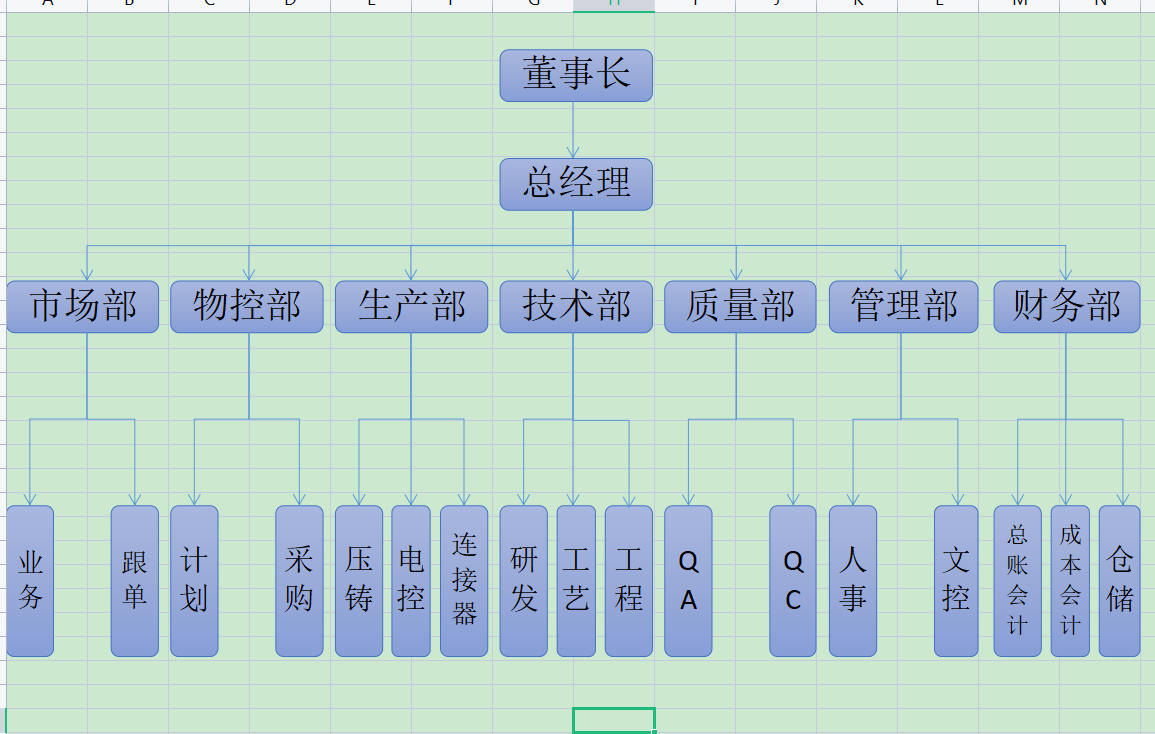 A B C D E F G H I J K L M N
董事长
总经理
市场部 物控部 生产部 技术部 质量部 管理部 财务部
业务
跟单
计划
采购
压铸
电控
连接器
研发
工艺
工程
QA
QC
人事
文控
总账会计
成本会计
仓储